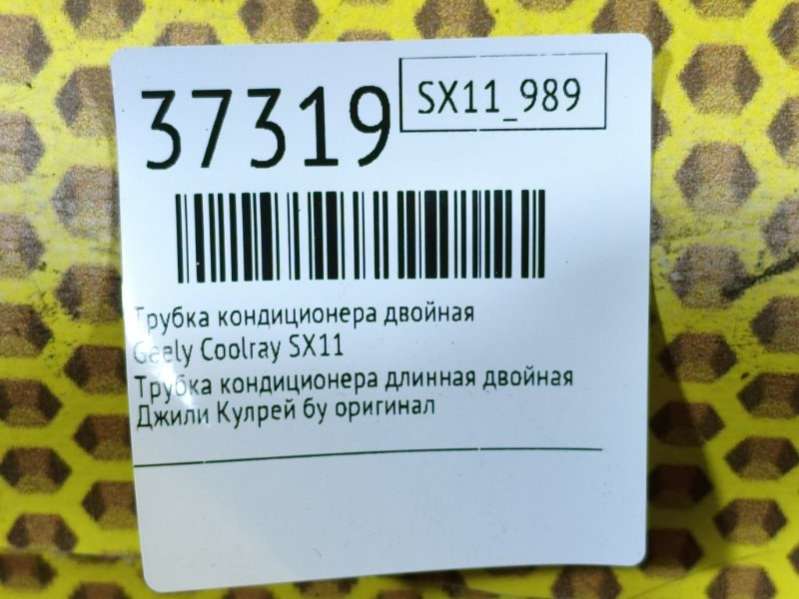 37319
SX11_989
Трубка кондиционера двойная
Geely Coolray SX11
Трубка кондиционера длинная двойная
Джили Кулрей бу оригинал